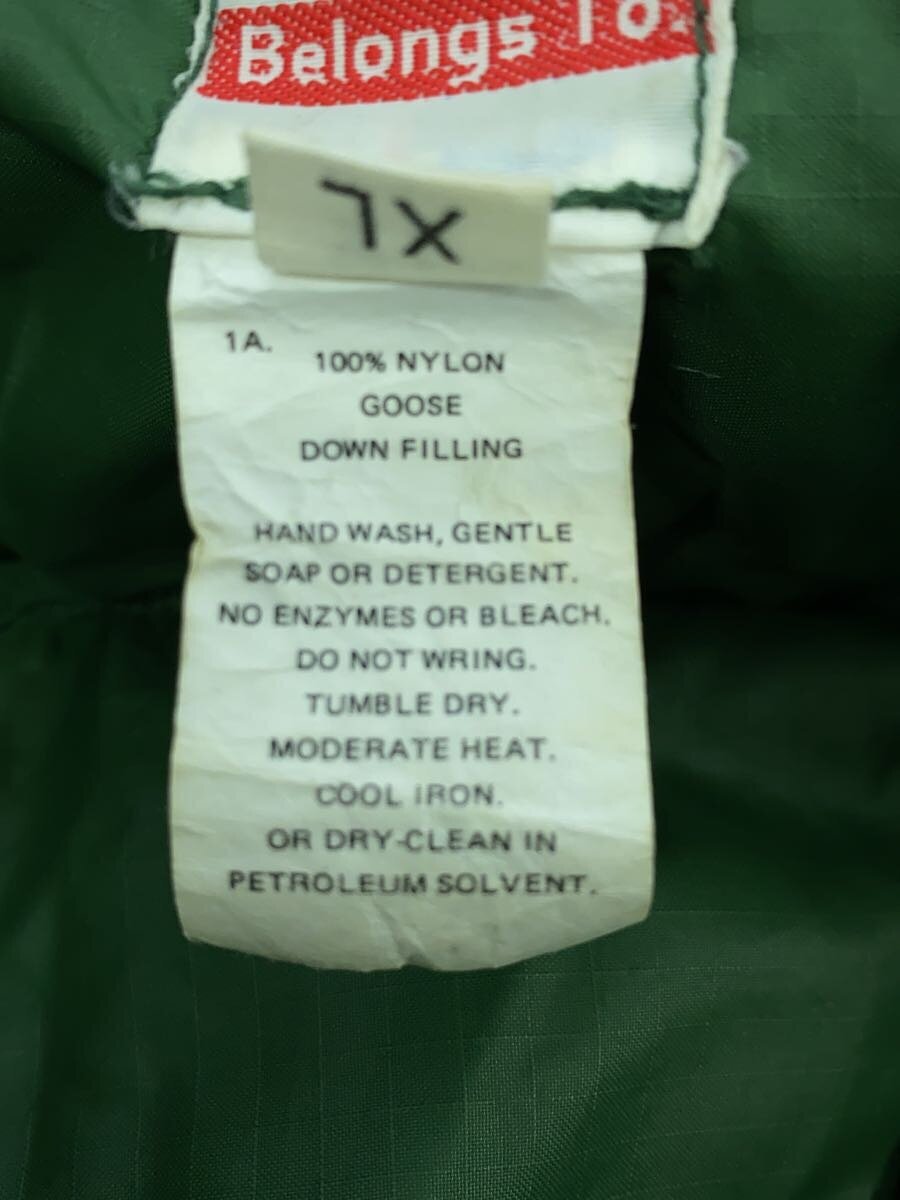 Belongs To
XL
1A.
100% NYLON
GOOSE
DOWN FILLING
HAND WASH, GENTLE
SOAP OR DETERGENT.
NO ENZYMES OR BLEACH.
DO NOT WRING.
TUMBLE DRY.
MODERATE HEAT.
COOL IRON.
OR DRY-CLEAN IN
PETROLEUM SOLVENT.